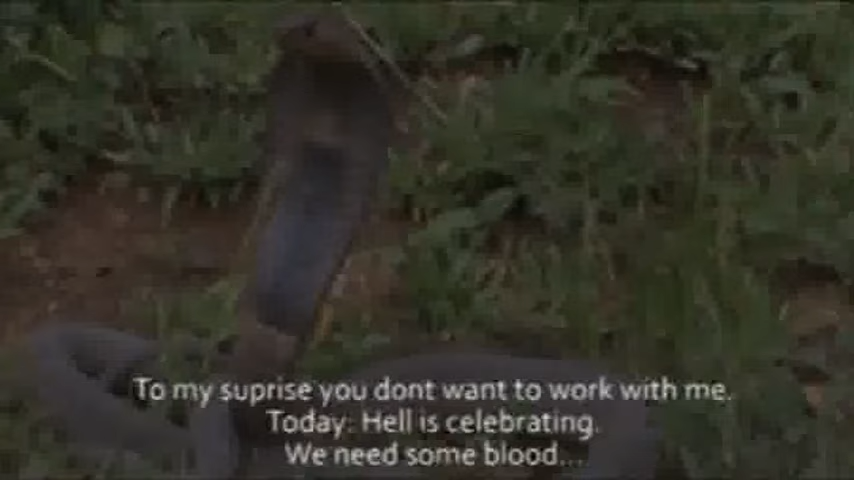 To my suprise you dont want to work with me.
Today: Hell is celebrating.
We need some blood...